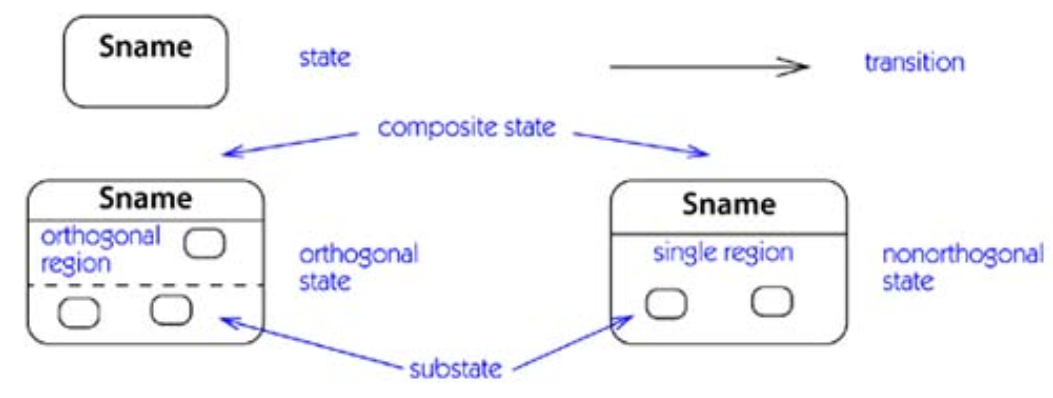 Sname
state
transition
composite state
Sname
orthogonal
region
orthogonal
state
Sname
single region
nonorthogonal
state
substate